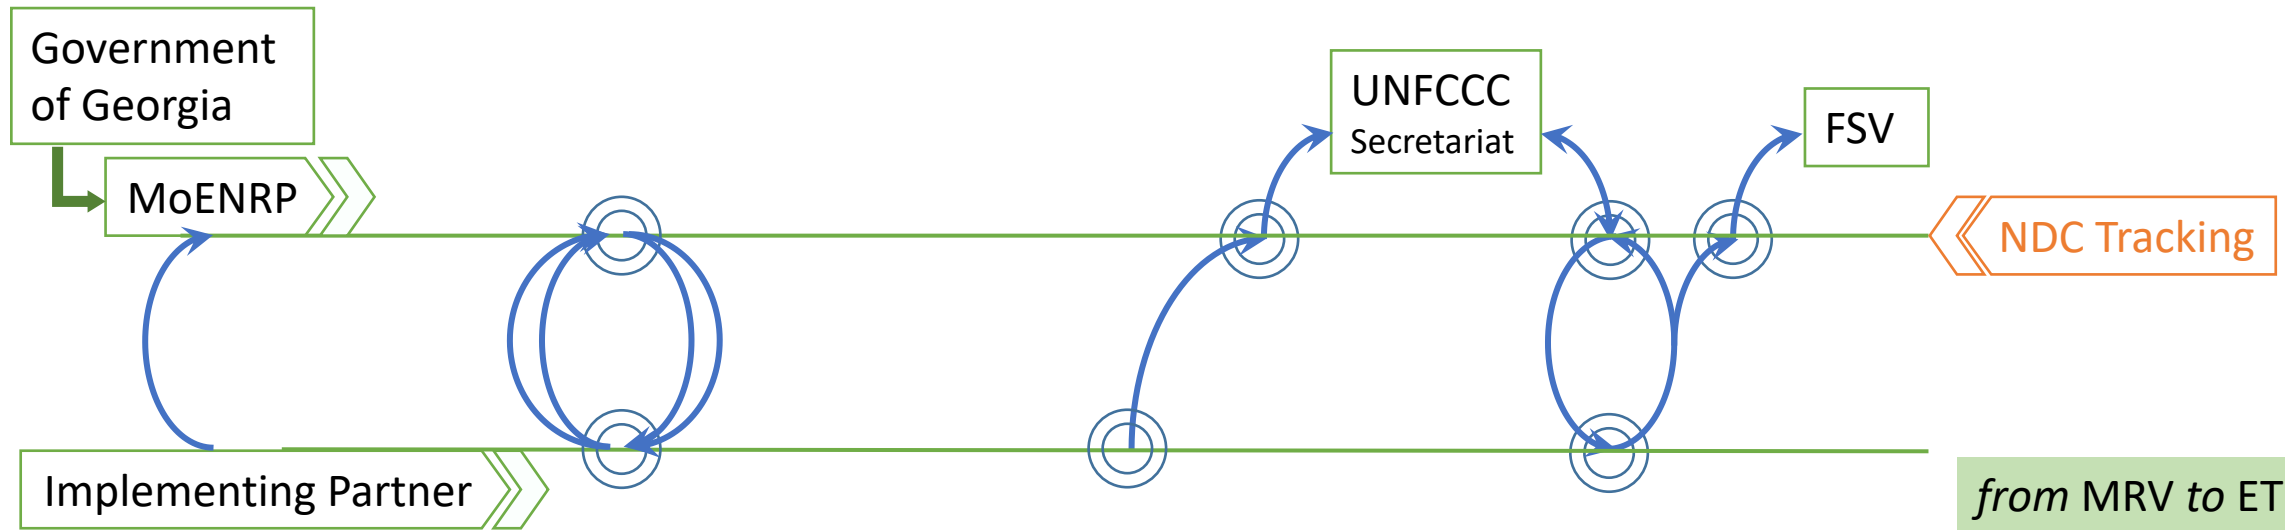 Government
of Georgia
MoENRP
UNFCCC
Secretariat
FSV
NDC Tracking
Implementing Partner
from MRV to ET